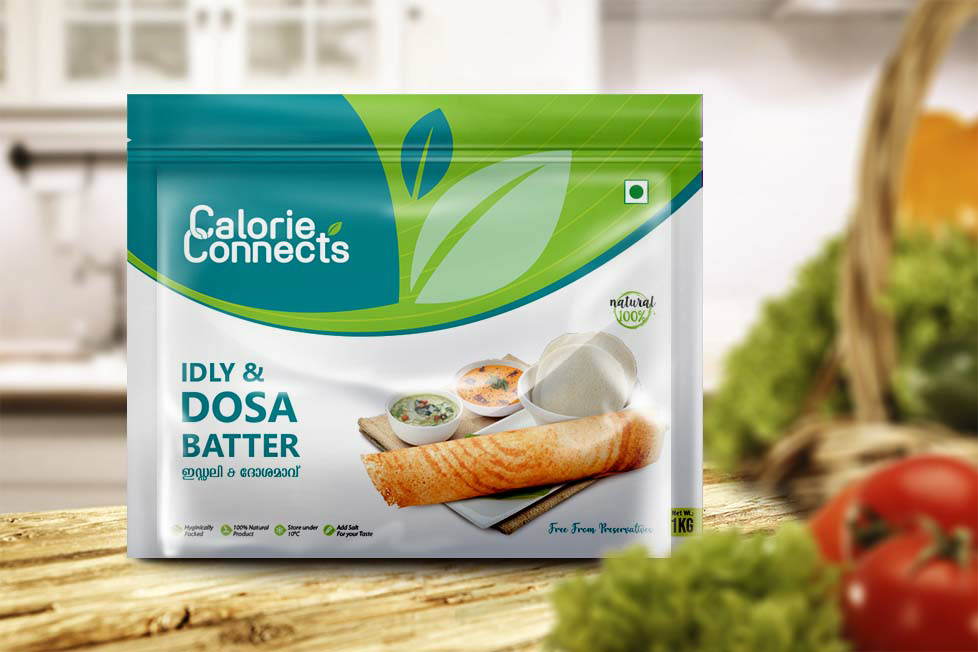 Calorie
Connects
natural
100%
IDLY &
DOSA
BATTER
ഇഡ്ഡലി & ദോശമാവ്
Hyginically
Packed
100% Natural
Product
Store under
10°C
Add Salt
For your Taste
Free From Preservatives
Net Wt.
1KG